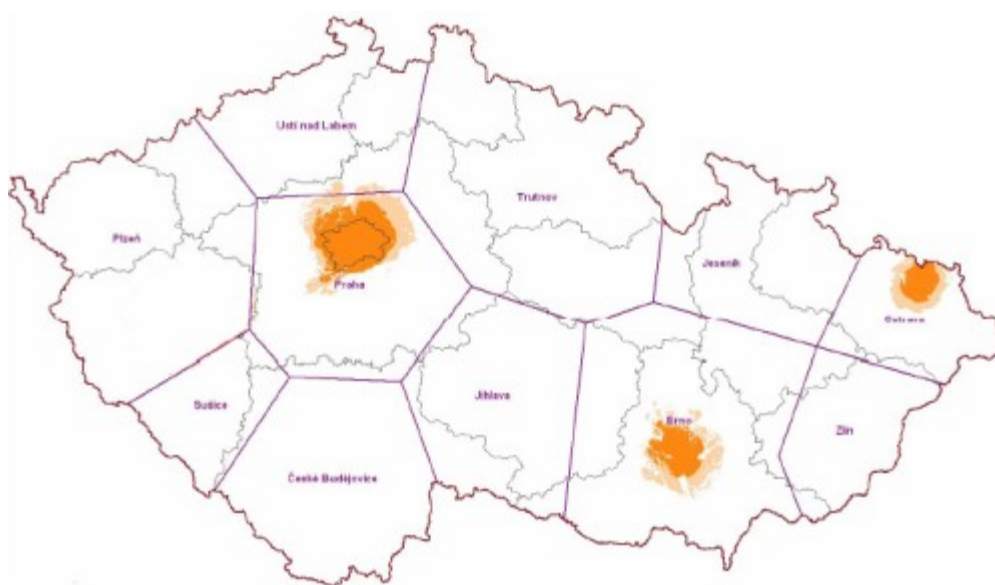 Ústí nad Labem
Trutnov
Plzeň
Jeseník
Praha
Ostrava
Sušice
Jihlava
Brno
Zlín
České Budějovice